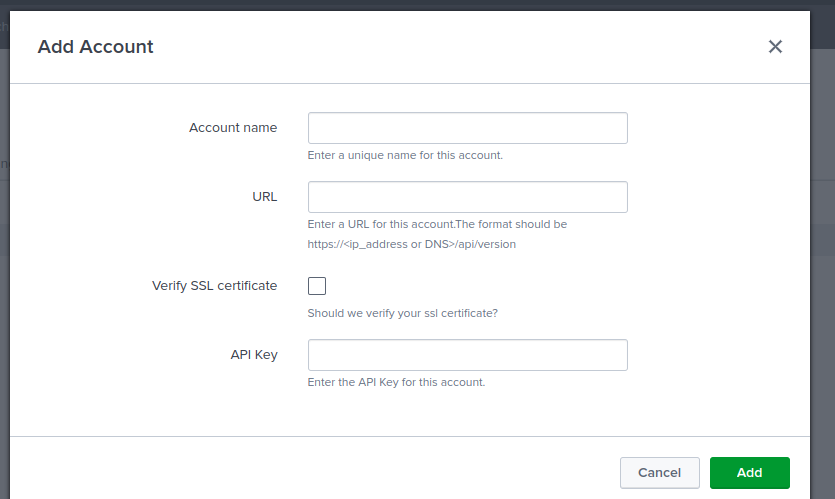 Add Account
Account name
Enter a unique name for this account.
URL
Enter a URL for this account.The format should be
https://<ip_address or DNS>/api/version
Verify SSL certificate
Should we verify your ssl certificate?
API Key
Enter the API Key for this account.
Cancel
Add